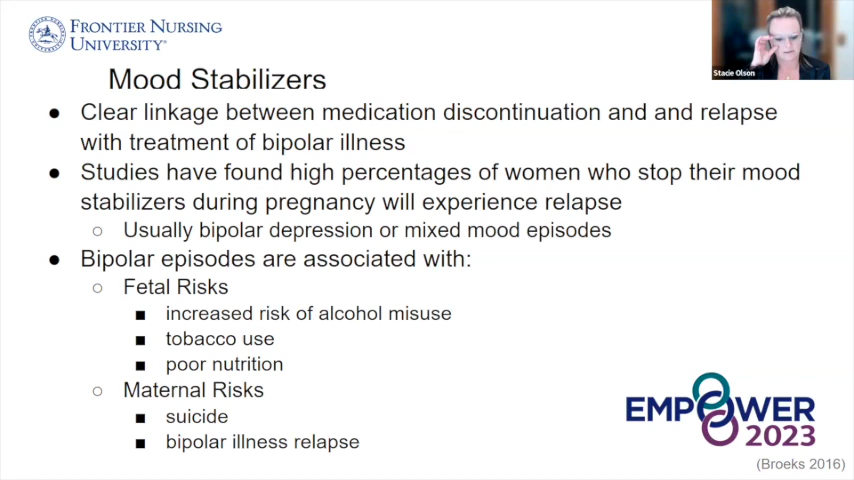 FRONTIER NURSING
UNIVERSITY®
Stacie Olson
Mood Stabilizers
● Clear linkage between medication discontinuation and and relapse
with treatment of bipolar illness
● Studies have found high percentages of women who stop their mood
stabilizers during pregnancy will experience relapse
○ Usually bipolar depression or mixed mood episodes
● Bipolar episodes are associated with:
○ Fetal Risks
■ increased risk of alcohol misuse
■ tobacco use
■ poor nutrition
○ Maternal Risks
■ suicide
■ bipolar illness relapse
EMPOWER
2023
(Broeks 2016)